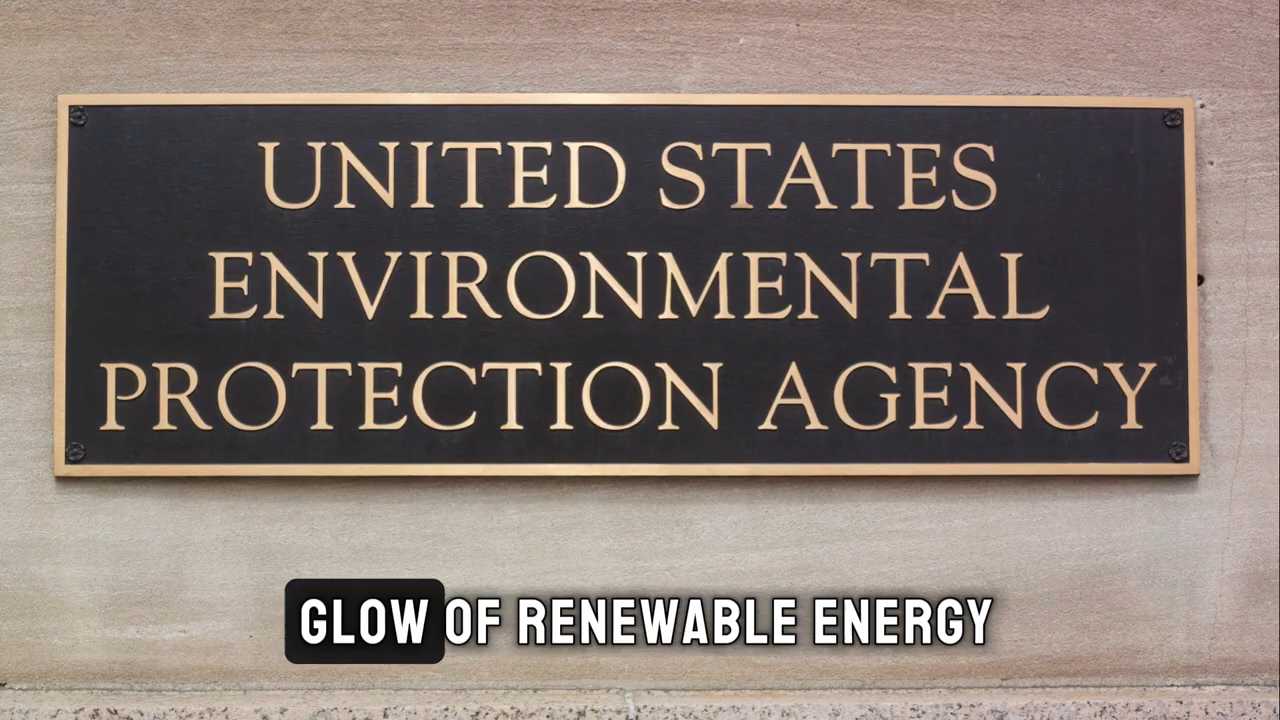 UNITED STATES
ENVIRONMENTAL
PROTECTION AGENCY
GLOW OF RENEWABLE ENERGY